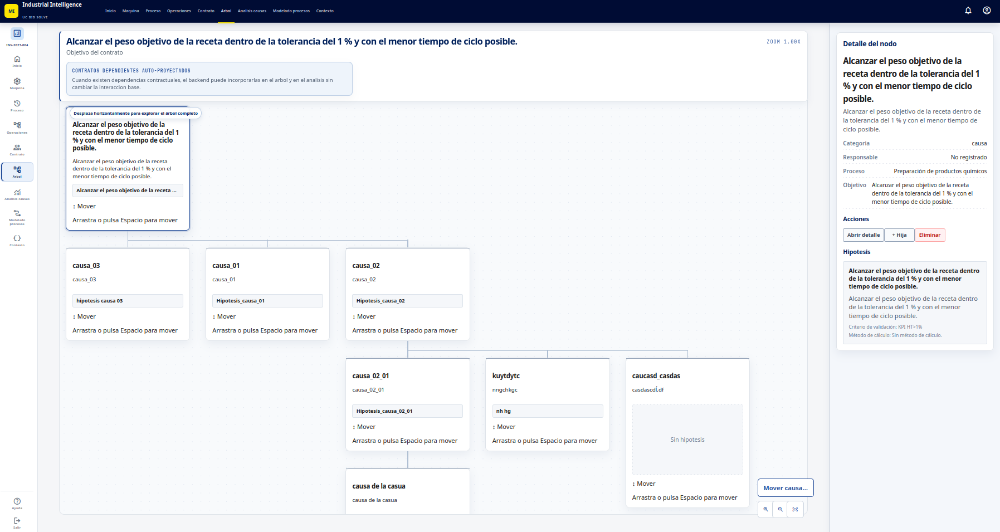 MI
Industrial Intelligence
UC BIB SOLVE
Inicio
Maquina
Proceso
Operaciones
Contrato
Arbol
Analisis causas
Modelado procesos
Contexto
INV-2023-004
Inicio
Maquina
Proceso
Operaciones
Contrato
Arbol
Analisis causas
Modelado
procesos
Contexto
Ayuda
Salir
Alcanzar el peso objetivo de la receta dentro de la tolerancia del 1 % y con el menor tiempo de ciclo posible.
Objetivo del contrato
ZOOM 1.00X
CONTRATOS DEPENDIENTES AUTO-PROYECTADOS
Cuando existen dependencias contractuales, el backend puede incorporarlas en el arbol y en el analisis sin
cambiar la interaccion base.
Desplaza horizontalmente para explorar el árbol completo
Alcanzar el peso objetivo de la
receta dentro de la tolerancia del 1
% y con el menor tiempo de ciclo
posible.
Alcanzar el peso objetivo de la receta
dentro de la tolerancia del 1 % y con el
menor tiempo de ciclo posible.
Alcanzar el peso objetivo de la receta ...
↕ Mover
Arrastra o pulsa Espacio para mover
causa_03
causa_03
hipotesis causa 03
↕ Mover
Arrastra o pulsa Espacio para mover
causa_01
causa_01
Hipotesis_causa_01
↕ Mover
Arrastra o pulsa Espacio para mover
causa_02
causa_02
Hipotesis_causa_02
↕ Mover
Arrastra o pulsa Espacio para mover
causa_02_01
causa_02_01
Hipotesis_causa_02_01
↕ Mover
Arrastra o pulsa Espacio para mover
kuytdytc
nngchkgc
nh hg
↕ Mover
Arrastra o pulsa Espacio para mover
caucasd_casdas
casdascdÍ,df
Sin hipotesis
↕ Mover
Arrastra o pulsa Espacio para mover
causa de la casua
causa de la casua
Mover causa...
Detalle del nodo
Alcanzar el peso objetivo de la
receta dentro de la tolerancia del 1
% y con el menor tiempo de ciclo
posible.
Alcanzar el peso objetivo de la receta dentro de
la tolerancia del 1 % y con el menor tiempo de
ciclo posible.
Categoria causa
Responsable No registrado
Proceso Preparación de productos químicos
Objetivo Alcanzar el peso objetivo de la receta
dentro de la tolerancia del 1 % y con el
menor tiempo de ciclo posible.
Acciones
Abrir detalle
+ Hija
Eliminar
Hipotesis
Alcanzar el peso objetivo de la receta dentro
de la tolerancia del 1 % y con el menor
tiempo de ciclo posible.
Alcanzar el peso objetivo de la receta dentro
de la tolerancia del 1 % y con el menor
tiempo de ciclo posible.
Criterio de validación: KPI HT>1%
Método de cálculo: Sin método de cálculo.